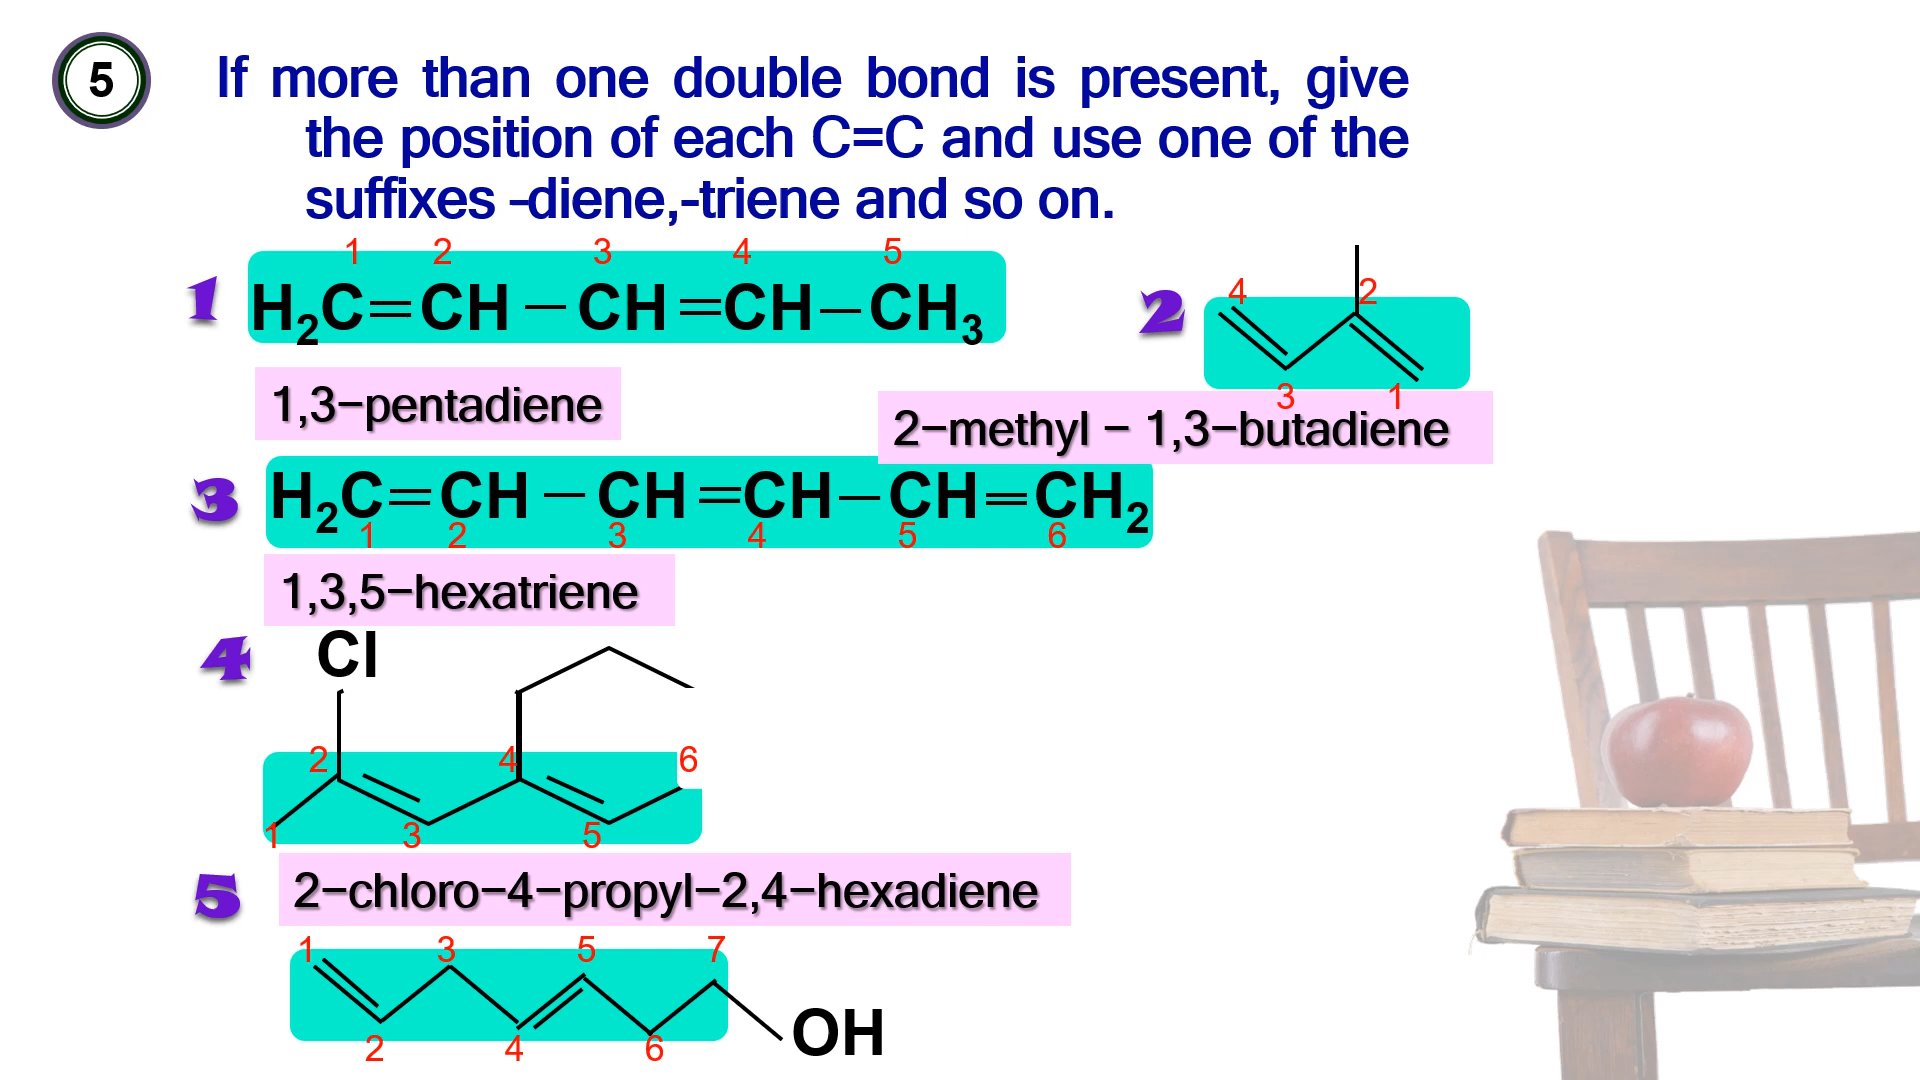 5
If more than one double bond is present, give
the position of each C=C and use one of the
suffixes –diene,-triene and so on.
1 2 3 4 5
1 H₂C=CH – CH =CH–CH₃
4 2
2
3 1
1,3-pentadiene
2-methyl - 1,3-butadiene
3 H₂C=CH – CH =CH–CH=CH₂
1 2 3 4 5 6
1,3,5-hexatriene
4 Cl
2 4 6
1 3 5
5 2-chloro-4-propyl-2,4-hexadiene
1 3 5 7
OH
2 4 6